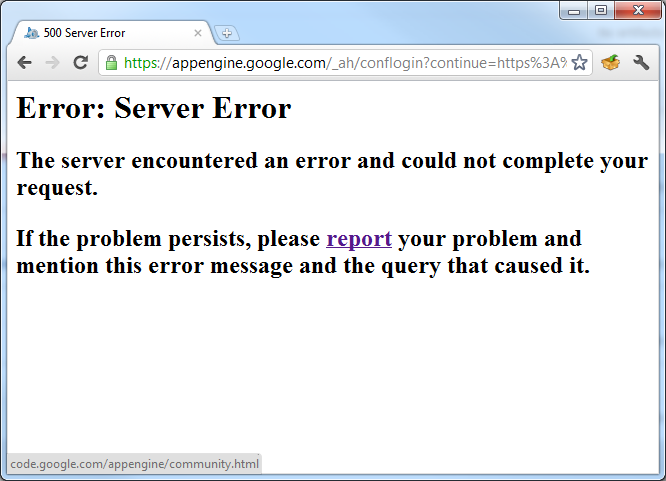 500 Server Error
https://appengine.google.com/_ah/conflogin?continue=https%3A%
Error: Server Error
The server encountered an error and could not complete your
request.
If the problem persists, please report your problem and
mention this error message and the query that caused it.
code.google.com/appengine/community.html